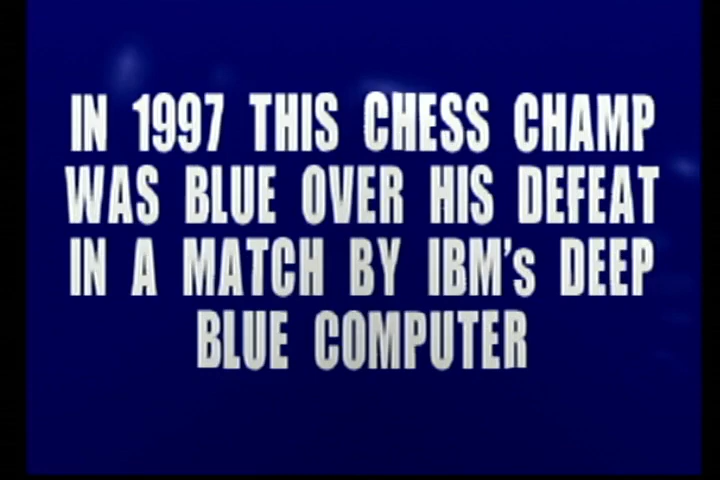 IN 1997 THIS CHESS CHAMP
WAS BLUE OVER HIS DEFEAT
IN A MATCH BY IBM's DEEP
BLUE COMPUTER